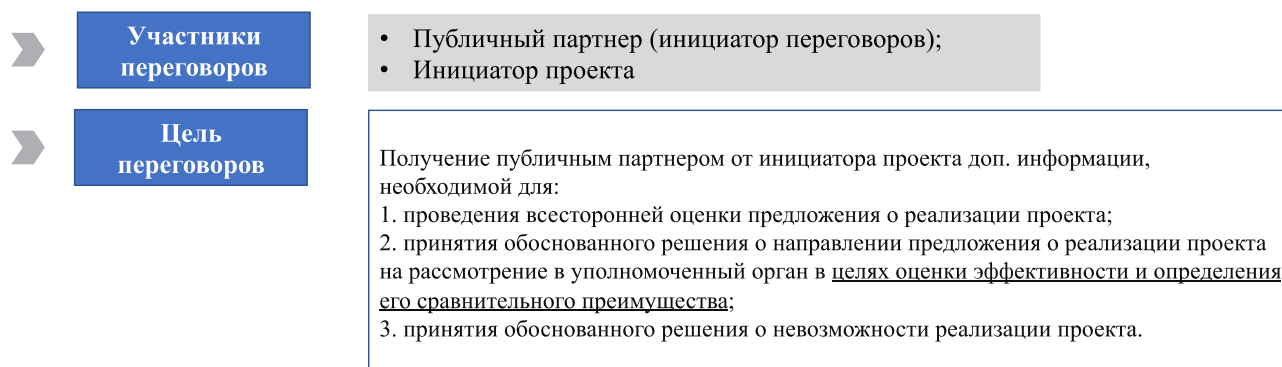 Участники
переговоров
• Публичный партнер (инициатор переговоров);
• Инициатор проекта
Цель
переговоров
Получение публичным партнером от инициатора проекта доп. информации,
необходимой для:
1. проведения всесторонней оценки предложения о реализации проекта;
2. принятия обоснованного решения о направлении предложения о реализации проекта
на рассмотрение в уполномоченный орган в целях оценки эффективности и определения
его сравнительного преимущества;
3. принятия обоснованного решения о невозможности реализации проекта.